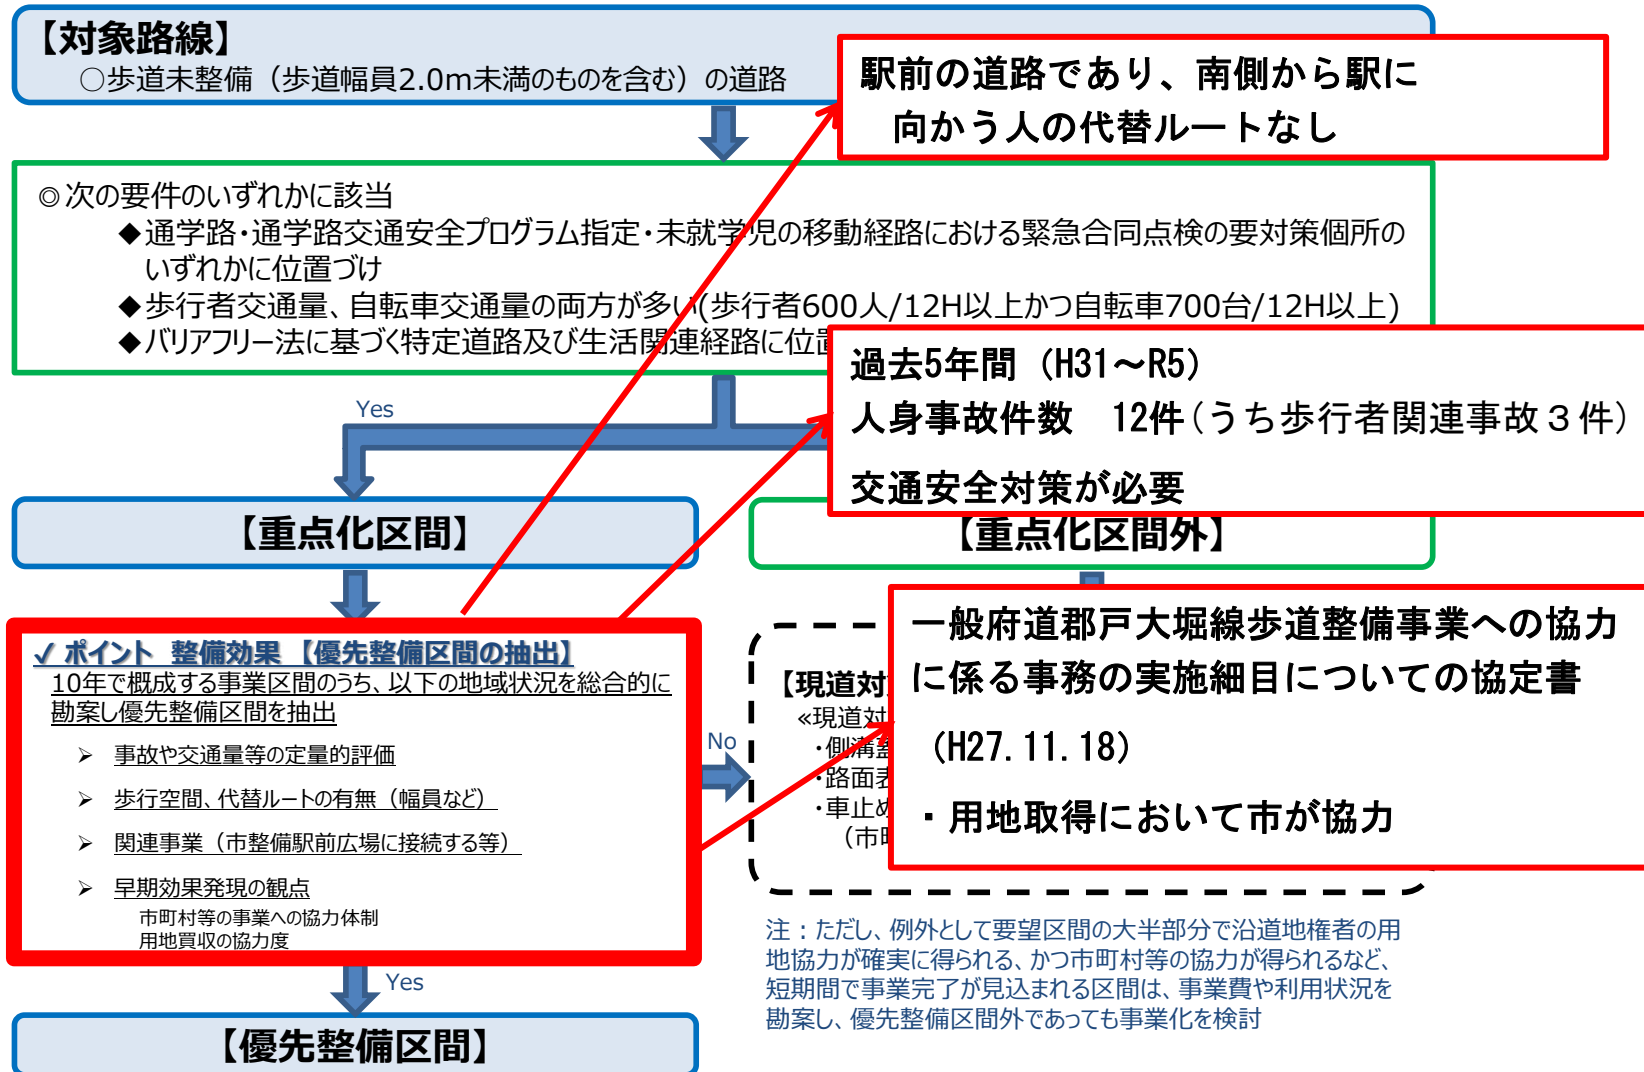 【対象路線】
○歩道未整備（歩道幅員2.0m未満のものを含む）の道路
駅前の道路であり、南側から駅に
向かう人の代替ルートなし
◎次の要件のいずれかに該当
◆通学路・通学路交通安全プログラム指定・未就学児の移動経路における緊急合同点検の要対策個所の
いずれかに位置づけ
◆歩行者交通量、自転車交通量の両方が多い(歩行者600人/12H以上かつ自転車700台/12H以上)
◆バリアフリー法に基づく特定道路及び生活関連経路に位置
過去5年間（H31～R5）
人身事故件数　12件（うち歩行者関連事故３件）
交通安全対策が必要
Yes
【重点化区間】
【重点化区間外】
✓ ポイント 整備効果 【優先整備区間の抽出】
10年で概成する事業区間のうち、以下の地域状況を総合的に
勘案し優先整備区間を抽出
➢ 事故や交通量等の定量的評価
➢ 歩行空間、代替ルートの有無（幅員など）
➢ 関連事業（市整備駅前広場に接続する等）
➢ 早期効果発現の観点
市町村等の事業への協力体制
用地買収の協力度
No
【現道対
≪現道対
・側溝蓋
・路面表
・車止め
（市町
一般府道郡戸大堀線歩道整備事業への協力
に係る事務の実施細目についての協定書
（H27.11.18）
・用地取得において市が協力
注：ただし、例外として要望区間の大半部分で沿道地権者の用
地協力が確実に得られる、かつ市町村等の協力が得られるなど、
短期間で事業完了が見込まれる区間は、事業費や利用状況を
勘案し、優先整備区間外であっても事業化を検討
Yes
【優先整備区間】